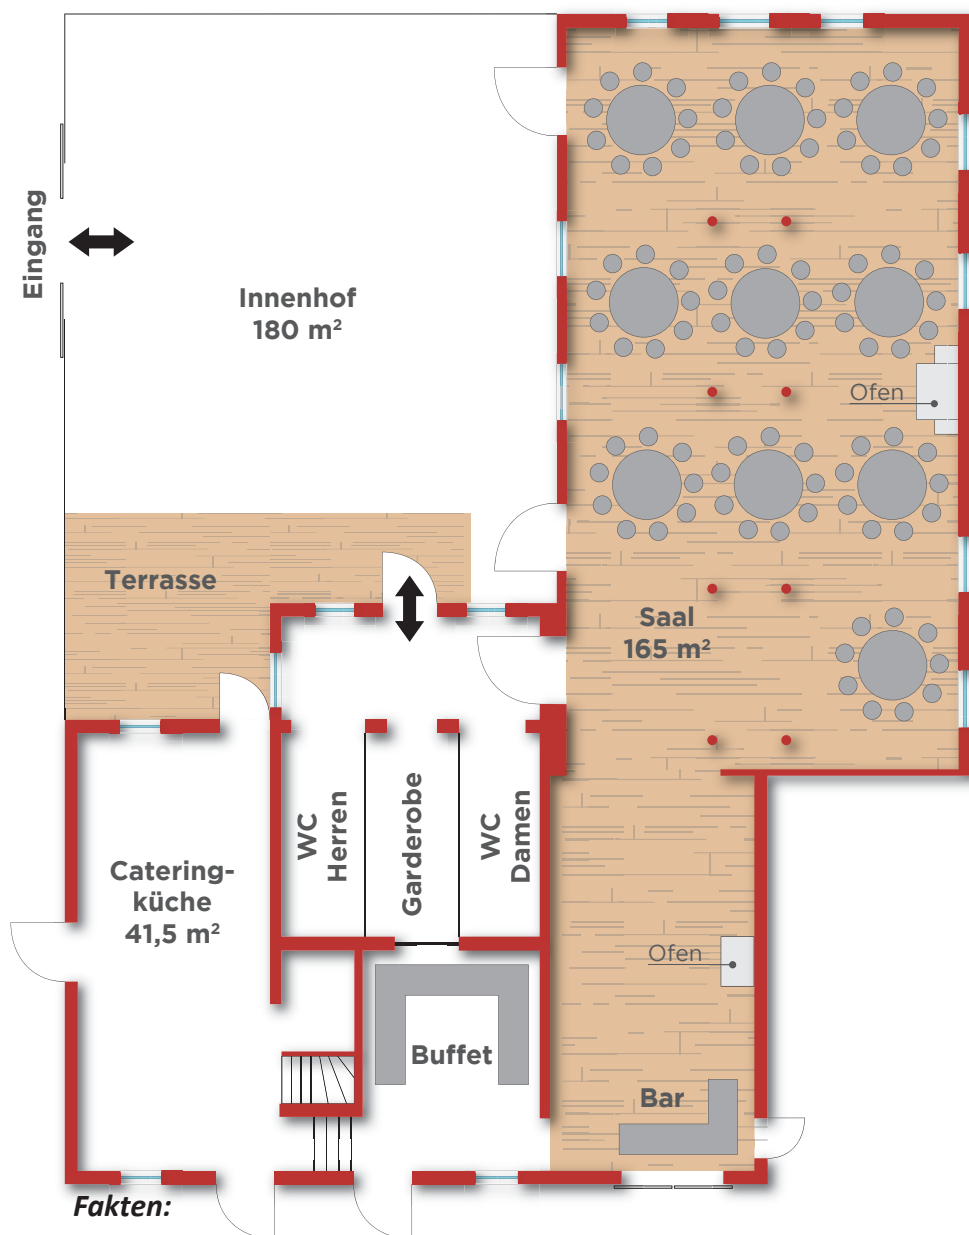 Eingang
Innenhof
180 m²
Ofen
Terrasse
Saal
165 m²
WC
Herren
Garderobe
WC
Damen
Catering-
küche
41,5 m²
Ofen
Buffet
Bar
Fakten: